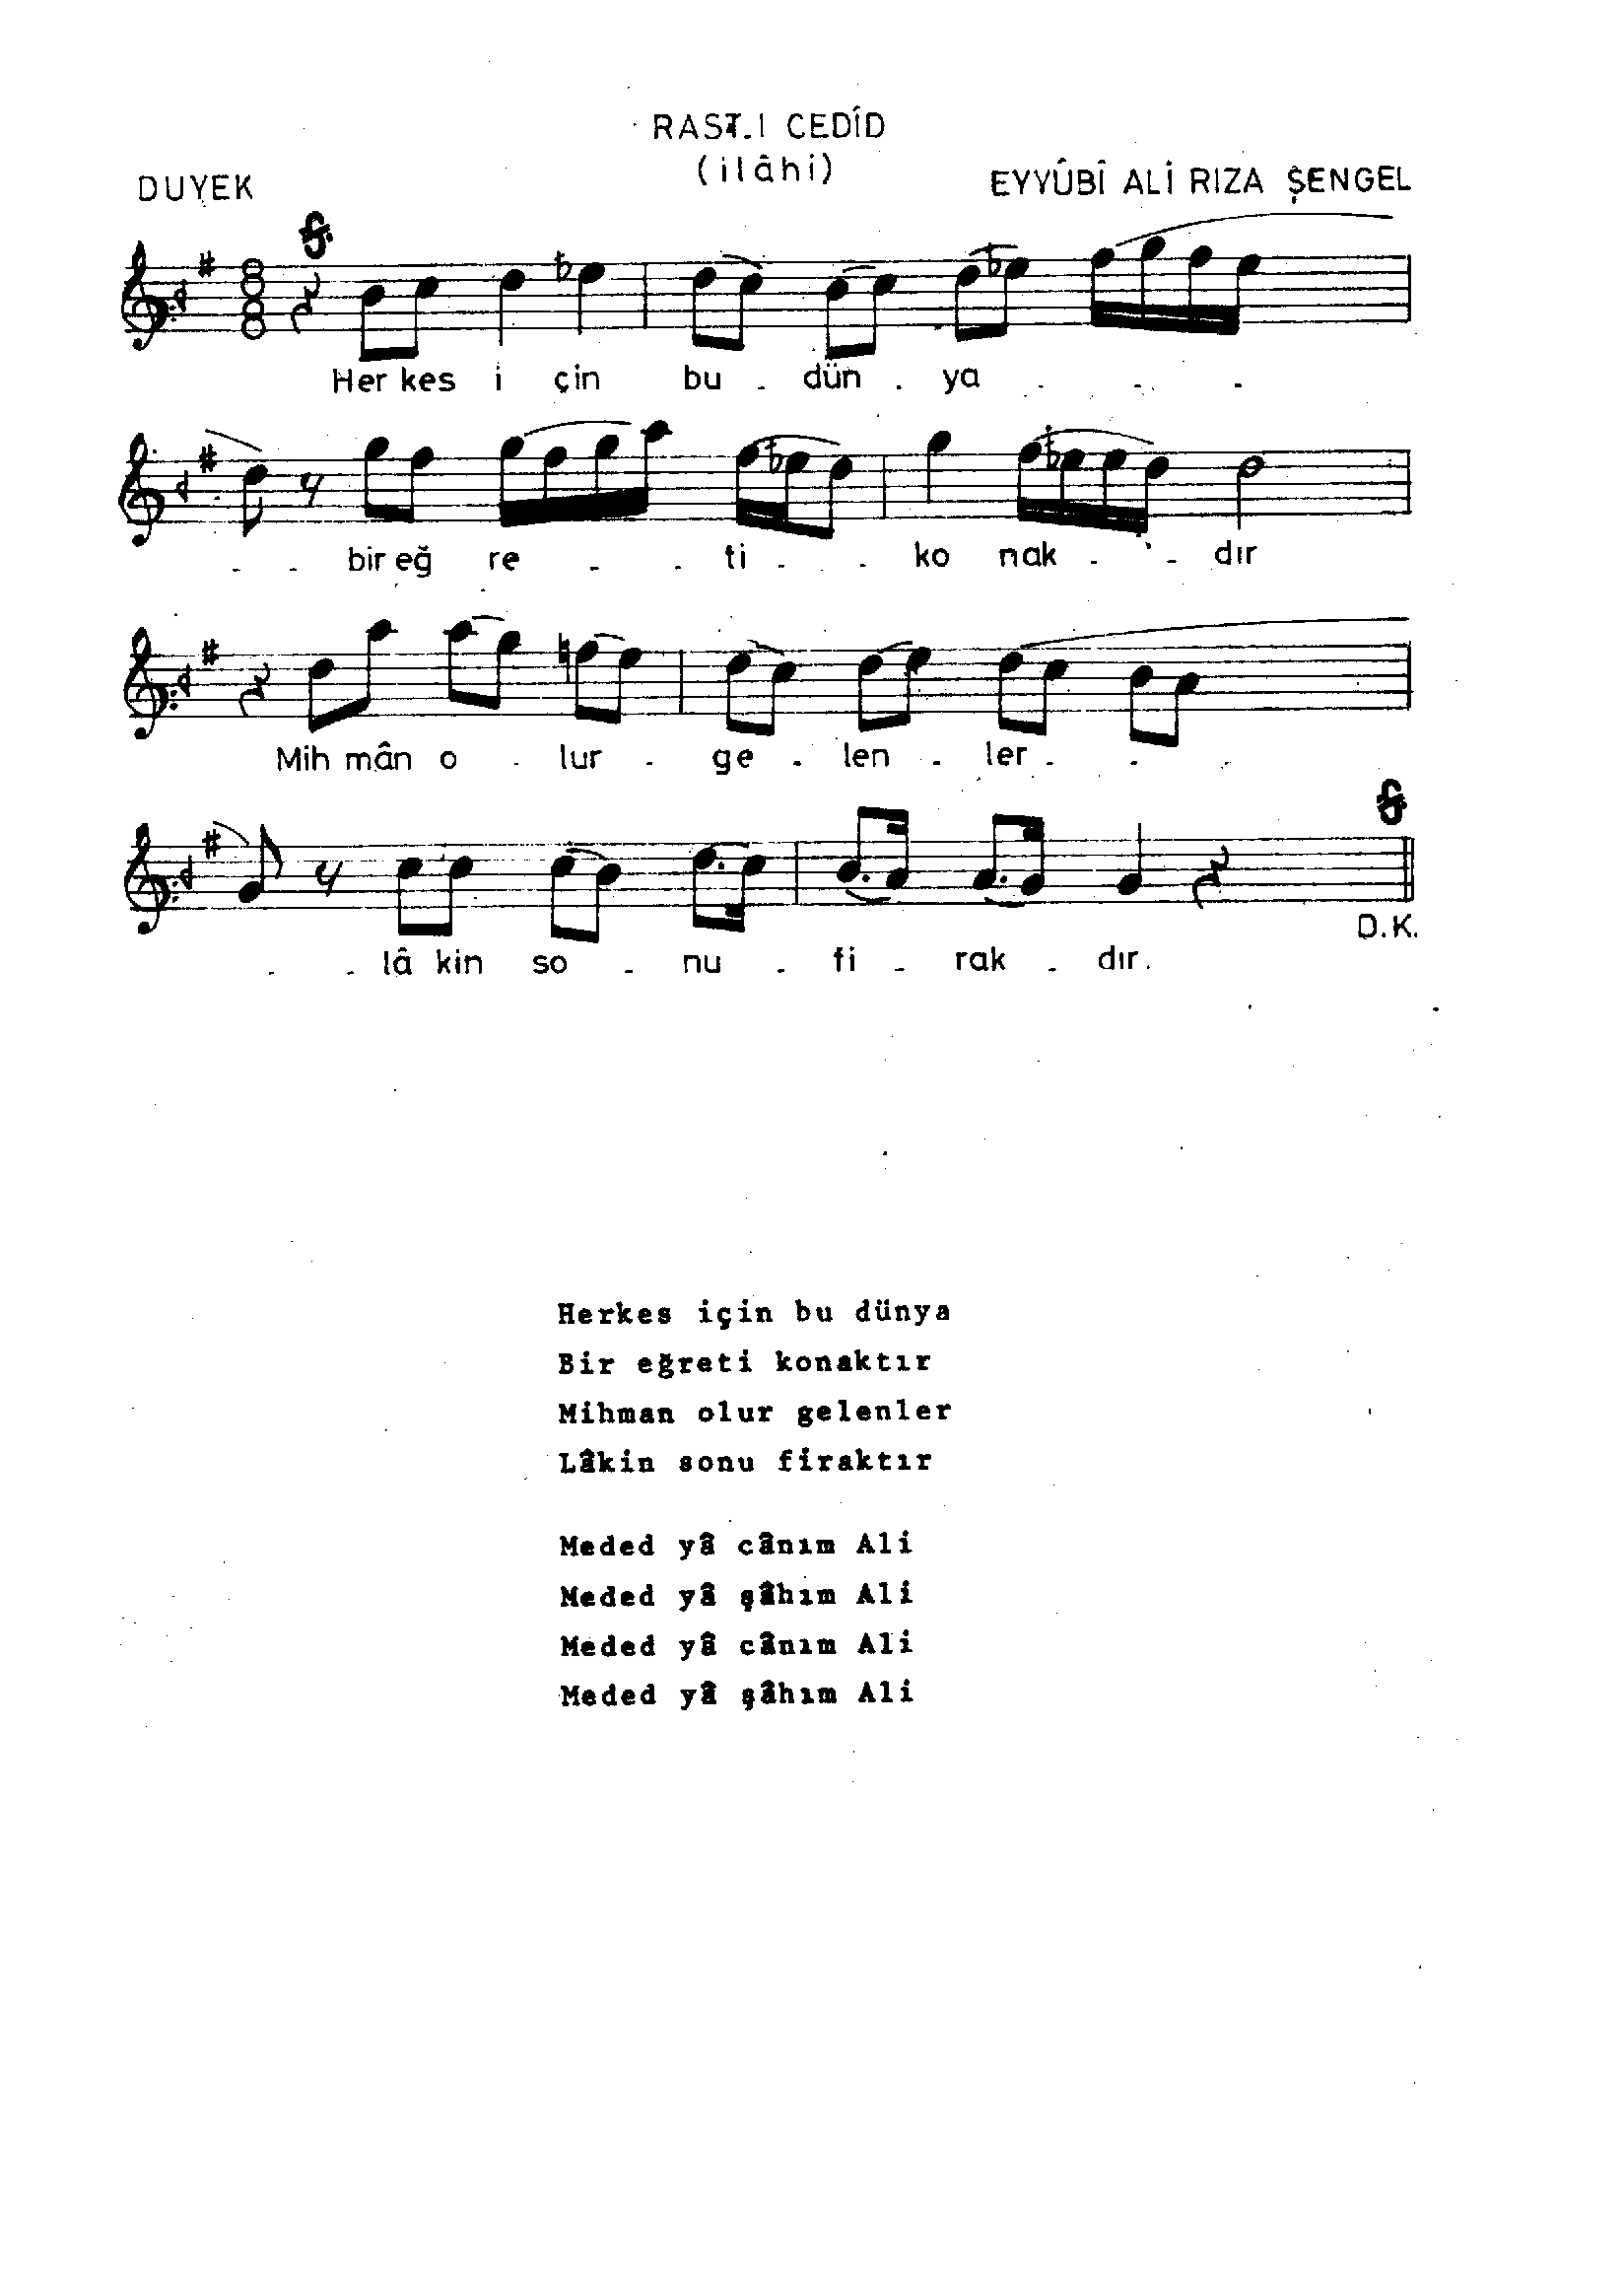 RAST.I CEDÎD
(ilâhi)
DUYEK
EYYÛBÎ ALİ RIZA ŞENGEL
8
8
Her kes i çin bu . dün . ya . . .
. . bir eğ re . . ti . . ko nak . . dır
Mih mân o . lur . ge . len . ler . . .
D.K.
. . lâ kin so . nu . fi . rak . dır.
Herkes için bu dünya
Bir eğreti konaktır
Mihman olur gelenler
Lâkin sonu firaktır
Meded yâ cânım Ali
Meded yâ şâhım Ali
Meded yâ cânım Ali
Meded yâ şâhım Ali